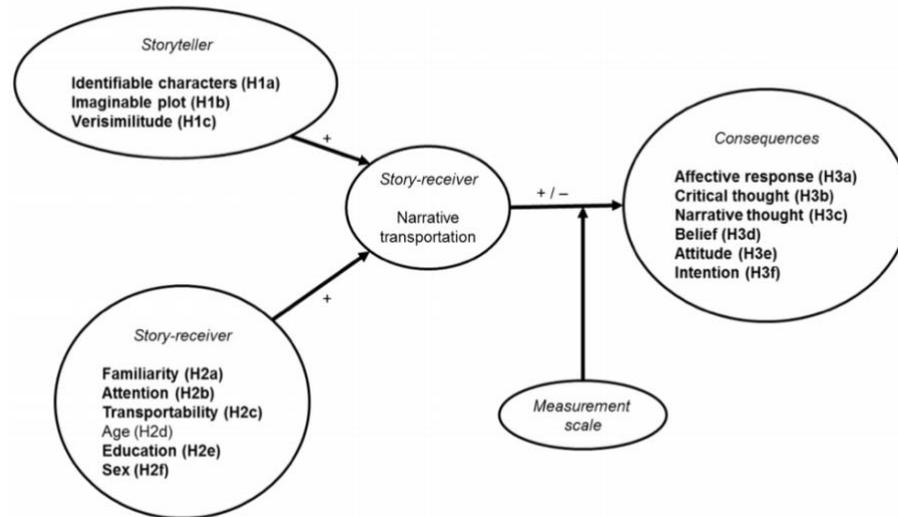 Storyteller
Identifiable characters (H1a)
Imaginable plot (H1b)
Verisimilitude (H1c)
+
Story-receiver
Narrative
transportation
+ / –
Consequences
Affective response (H3a)
Critical thought (H3b)
Narrative thought (H3c)
Belief (H3d)
Attitude (H3e)
Intention (H3f)
+
Story-receiver
Familiarity (H2a)
Attention (H2b)
Transportability (H2c)
Age (H2d)
Education (H2e)
Sex (H2f)
Measurement
scale